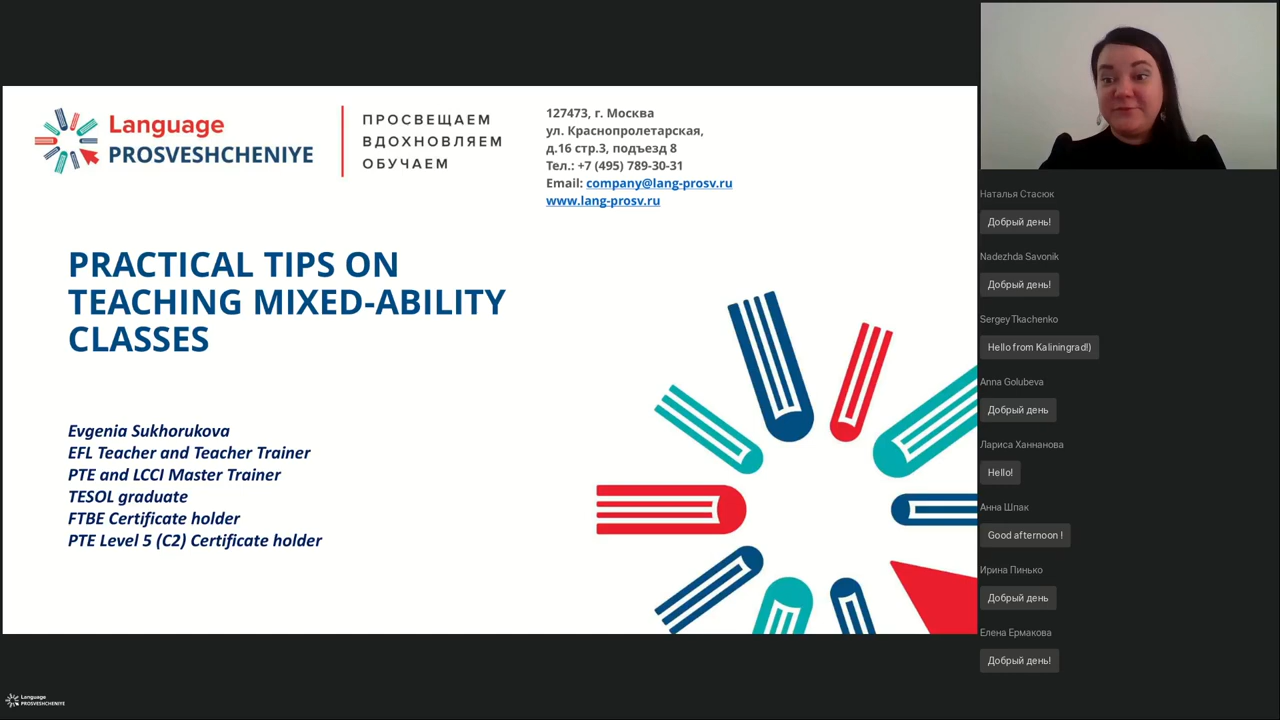 Language
PROSVESHCHENIYE
ПРОСВЕЩАЕМ
ВДОХНОВЛЯЕМ
ОБУЧАЕМ
127473, г. Москва
ул. Краснопролетарская,
д.16 стр.3, подъезд 8
Тел.: +7 (495) 789-30-31
Email: company@lang-prosv.ru
www.lang-prosv.ru
PRACTICAL TIPS ON
TEACHING MIXED-ABILITY
CLASSES
Evgenia Sukhorukova
EFL Teacher and Teacher Trainer
PTE and LCCI Master Trainer
TESOL graduate
FTBE Certificate holder
PTE Level 5 (C2) Certificate holder
Наталья Стасюк
Добрый день!
Nadezhda Savonik
Добрый день!
Sergey Tkachenko
Hello from Kaliningrad!)
Anna Golubeva
Добрый день
Лариса Ханнанова
Hello!
Анна Шпак
Good afternoon !
Ирина Пинько
Добрый день
Елена Ермакова
Добрый день!
Language
PROSVESHCHENIYE